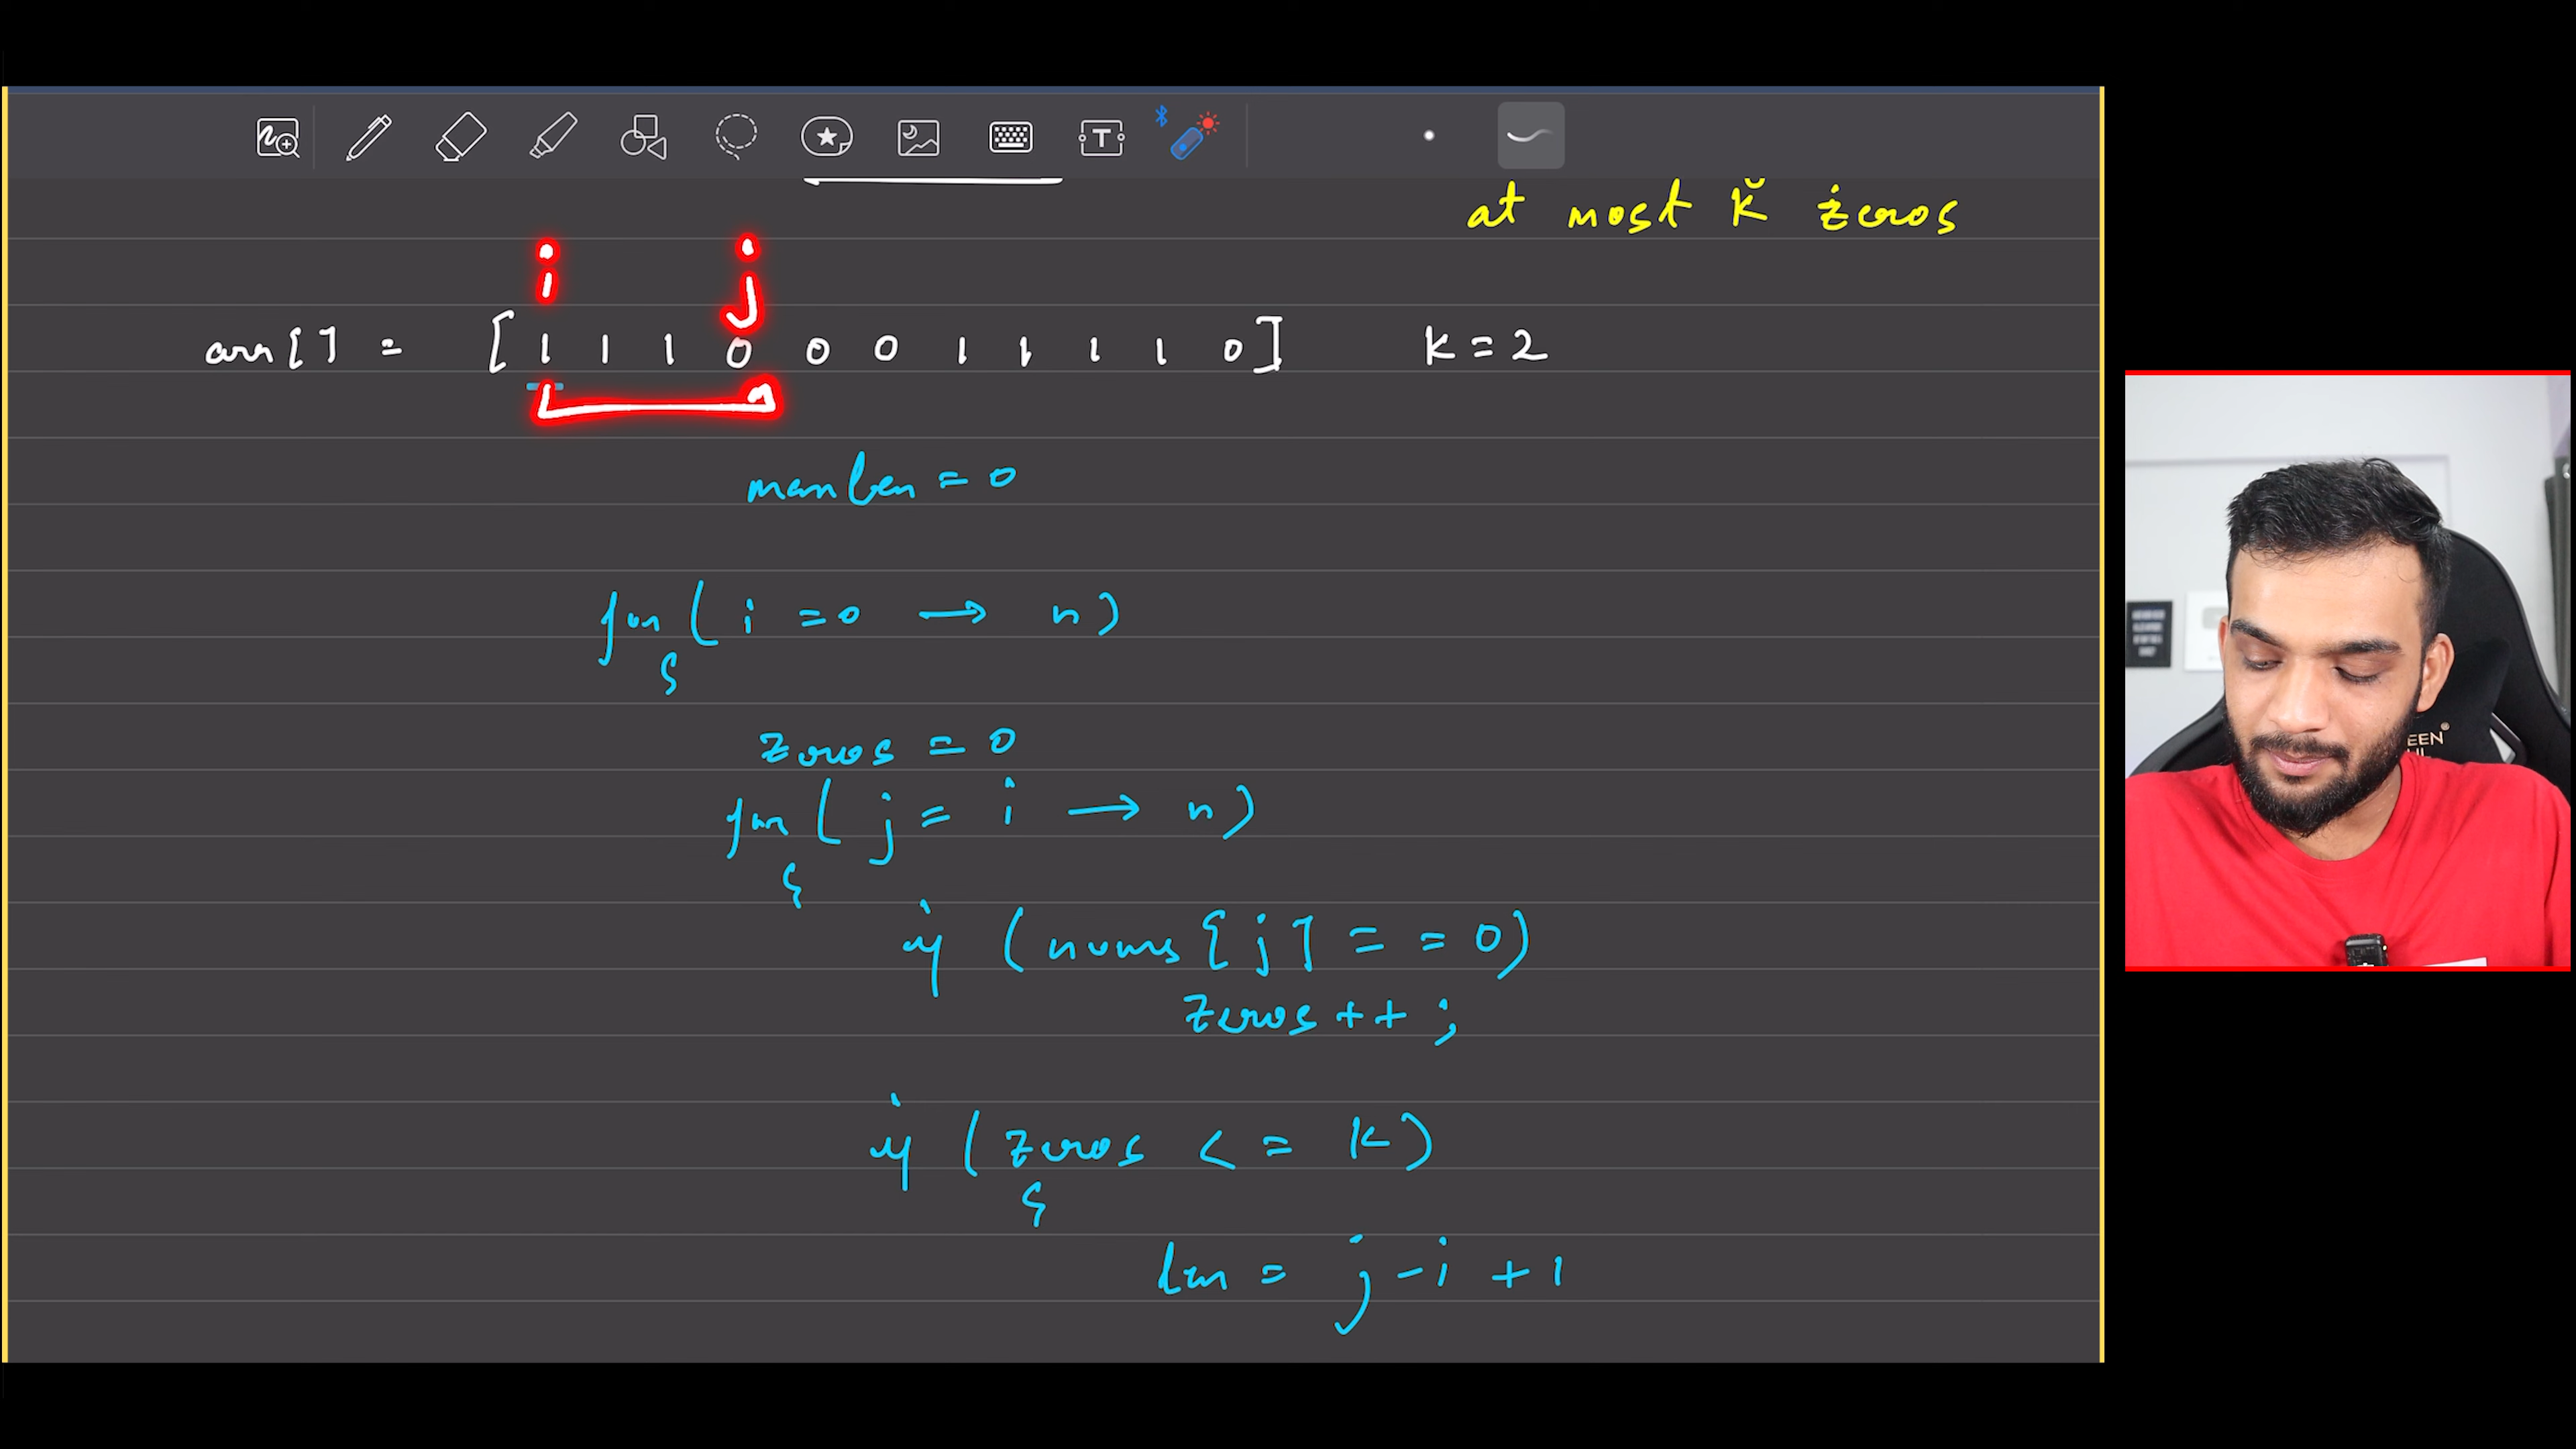 at most k zeros
i j
arr[] = [1 1 1 0 0 0 1 1 1 1 0] k = 2
maxlen = 0
for (i = 0 → n)
{
zeros = 0
for (j = i → n)
{
if (nums[j] == 0)
zeros++;
if (zeros <= k)
{
len = j - i + 1
EEN